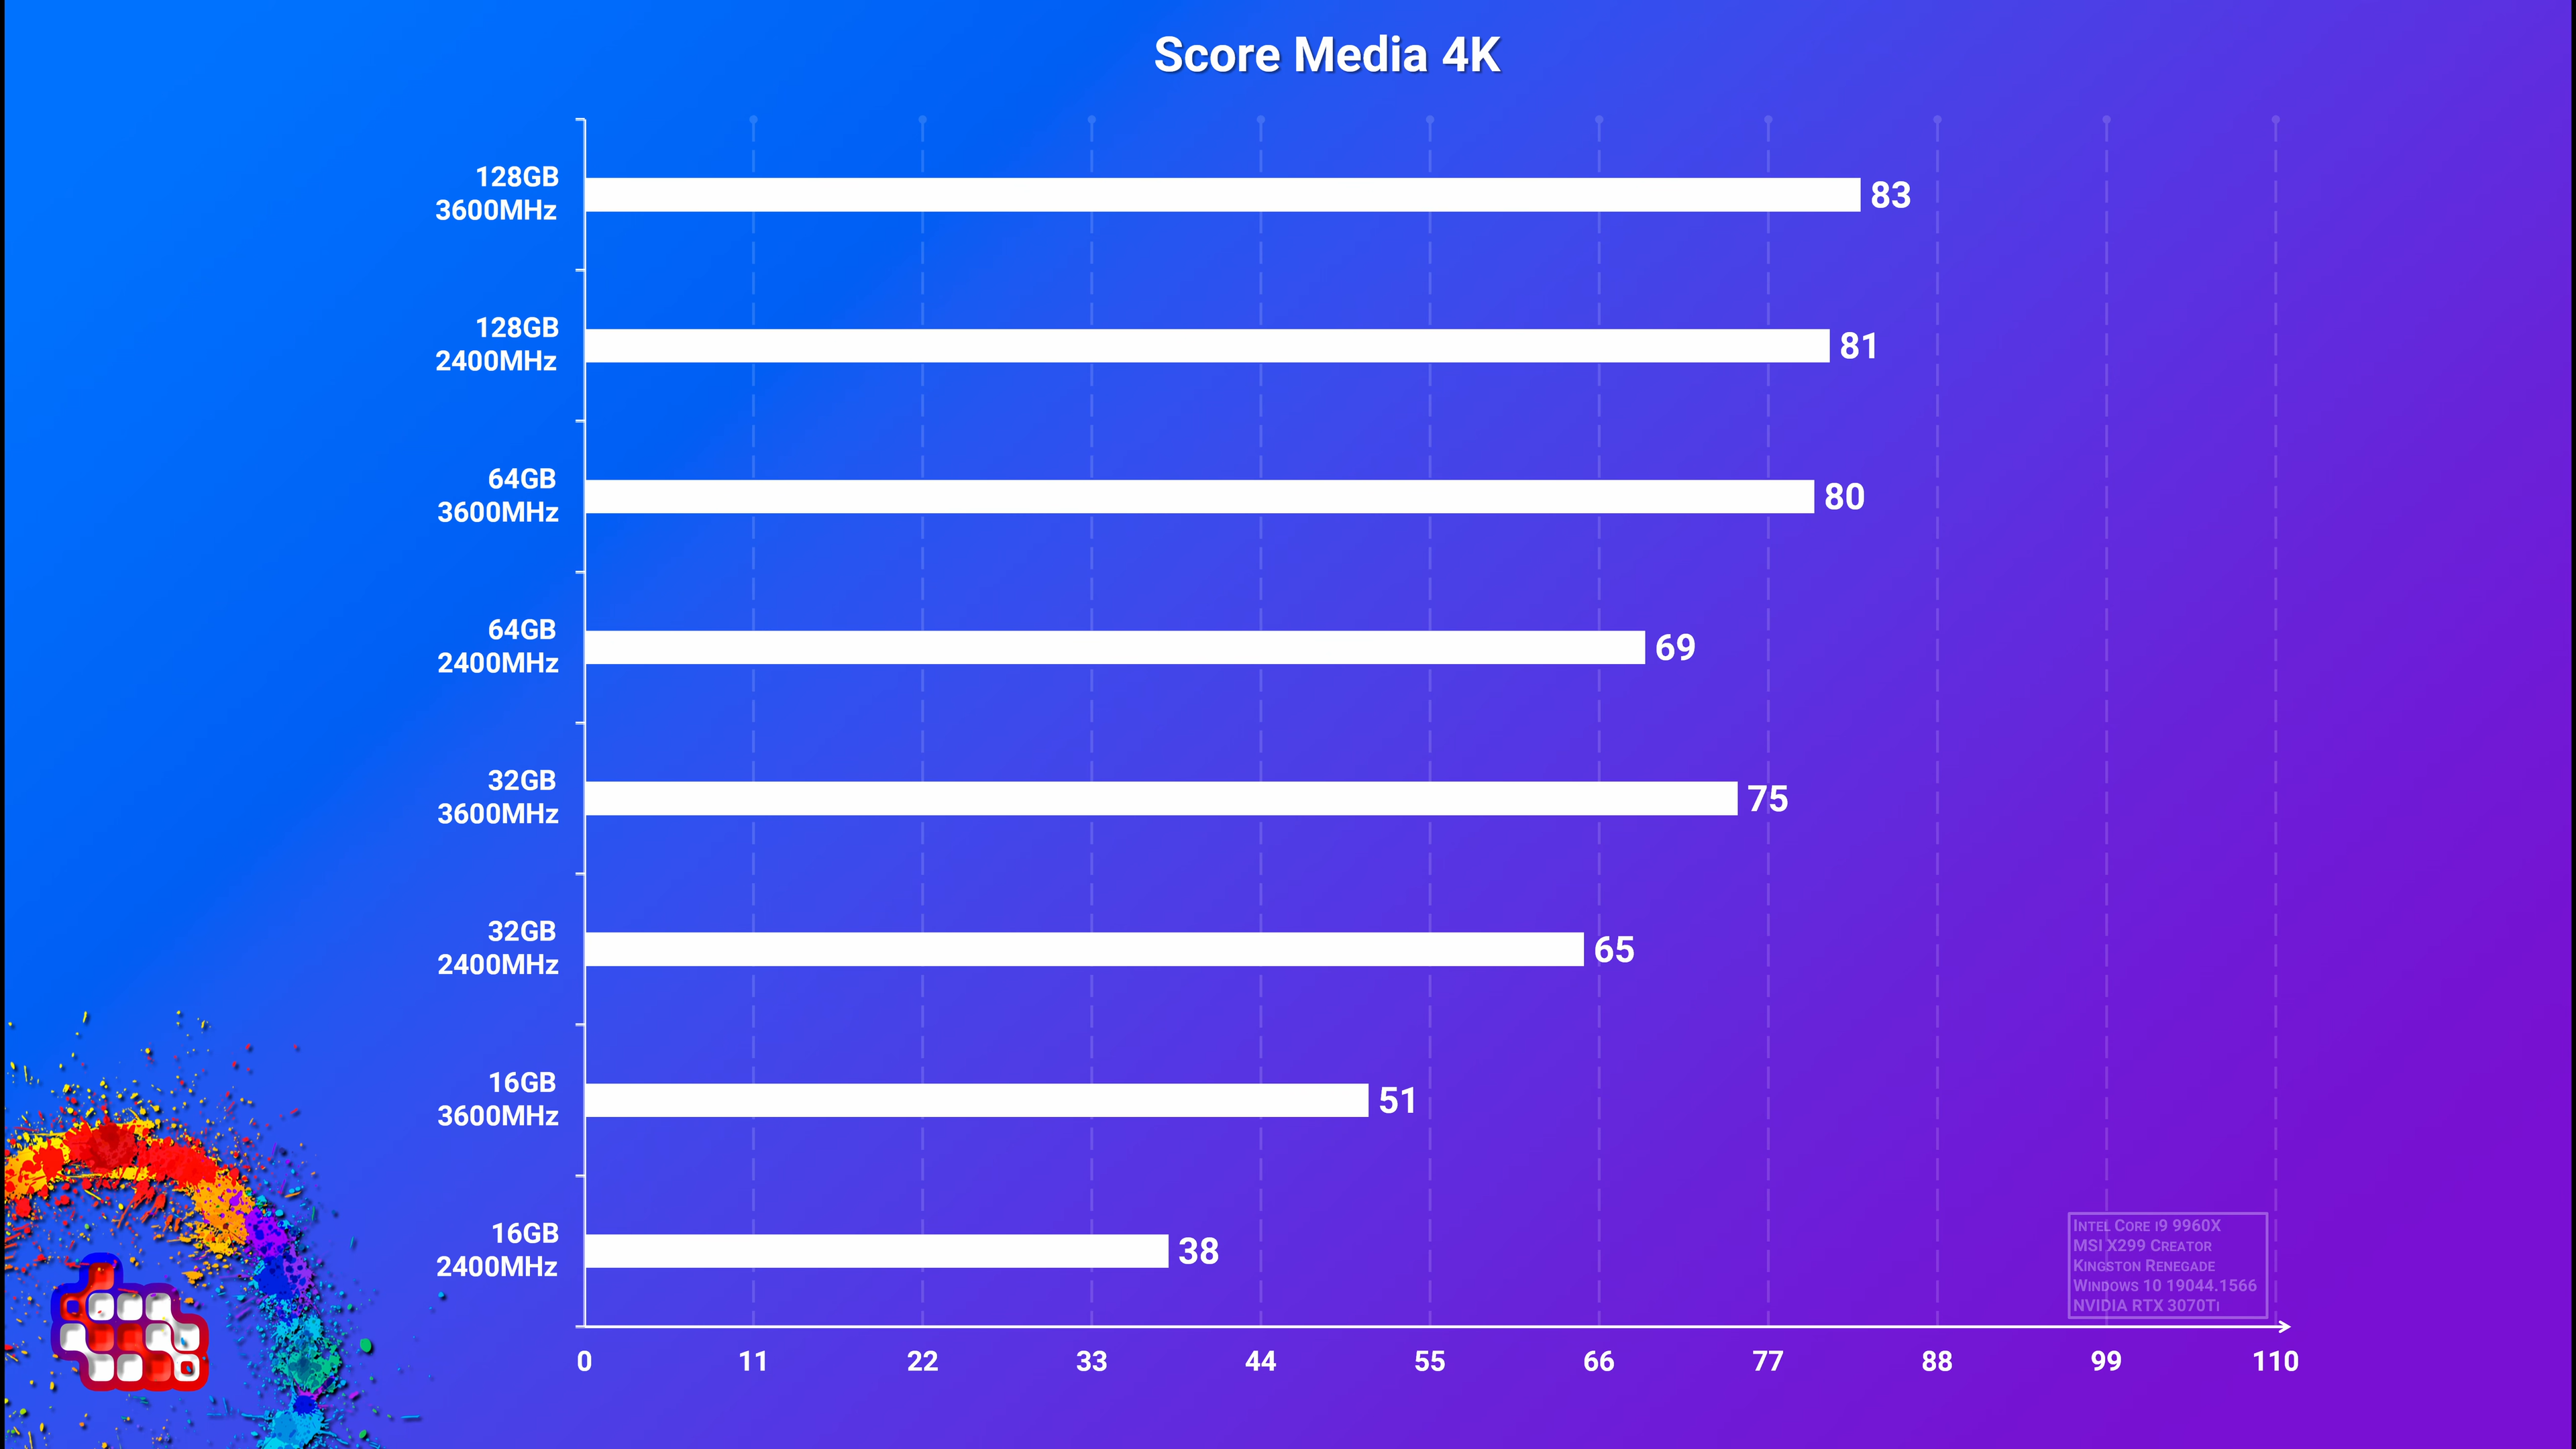 Score Media 4K
128GB
3600MHz
83
128GB
2400MHz
81
64GB
3600MHz
80
64GB
2400MHz
69
32GB
3600MHz
75
32GB
2400MHz
65
16GB
3600MHz
51
16GB
2400MHz
38
INTEL CORE I9 9960X
MSI X299 CREATOR
KINGSTON RENEGADE
WINDOWS 10 19044.1566
NVIDIA RTX 3070TI
0 11 22 33 44 55 66 77 88 99 110